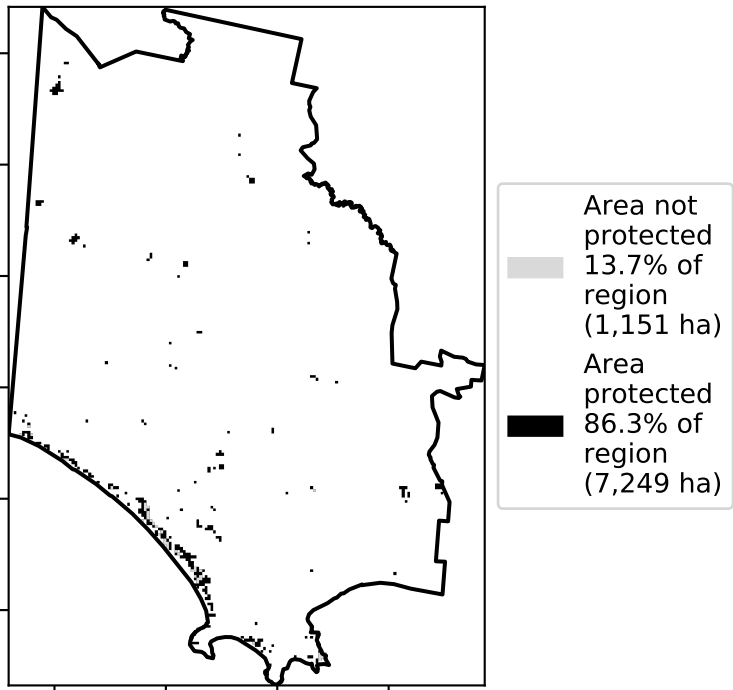 Area not
protected
13.7% of
region
(1,151 ha)
Area
protected
86.3% of
region
(7,249 ha)